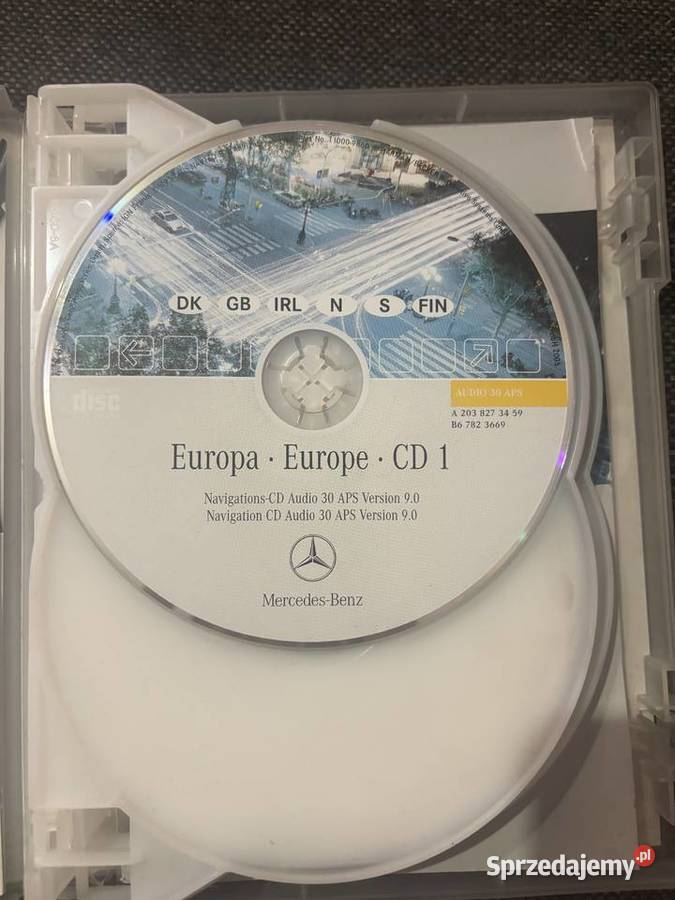 DK GB IRL N S FIN
disc
AUDIO 30 APS
A 203 827 34 59
B6 782 3669
Europa · Europe · CD 1
Navigations-CD Audio 30 APS Version 9.0
Navigation CD Audio 30 APS Version 9.0
Mercedes-Benz
Sprzedajemy.pl